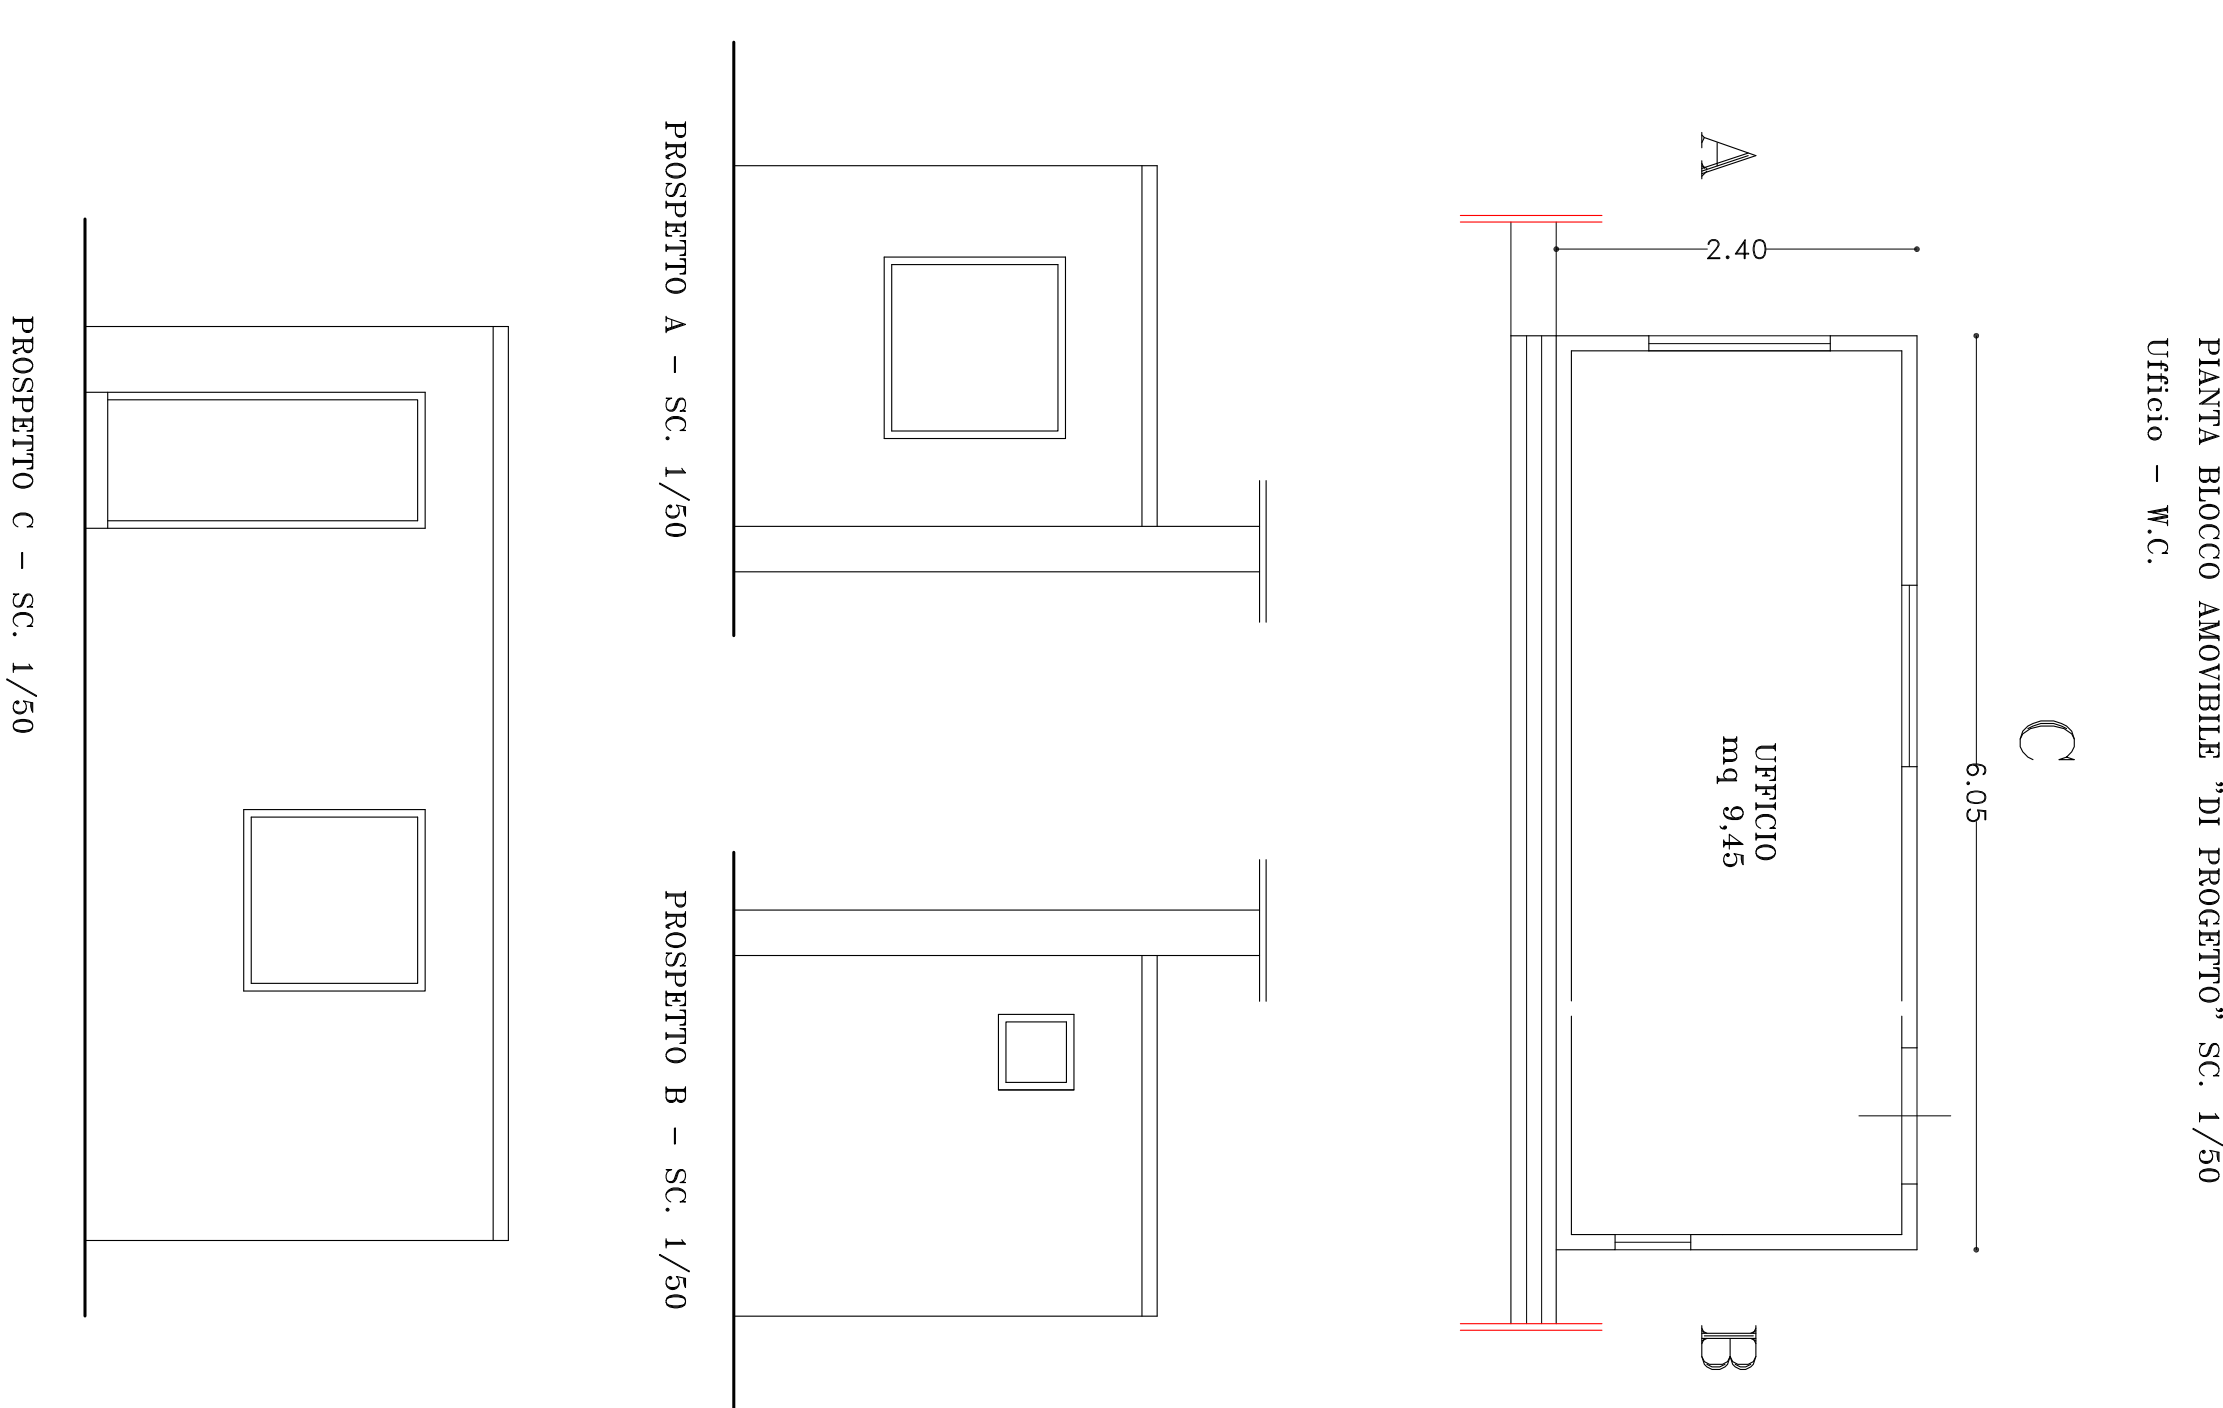 PIANTA BLOCCO AMOVIBILE "DI PROGETTO" SC. 1/50
Ufficio - W.C.
C
6.05
A
2.40
UFFICIO
mq 9,45
B
PROSPETTO A - SC. 1/50
PROSPETTO B - SC. 1/50
PROSPETTO C - SC. 1/50